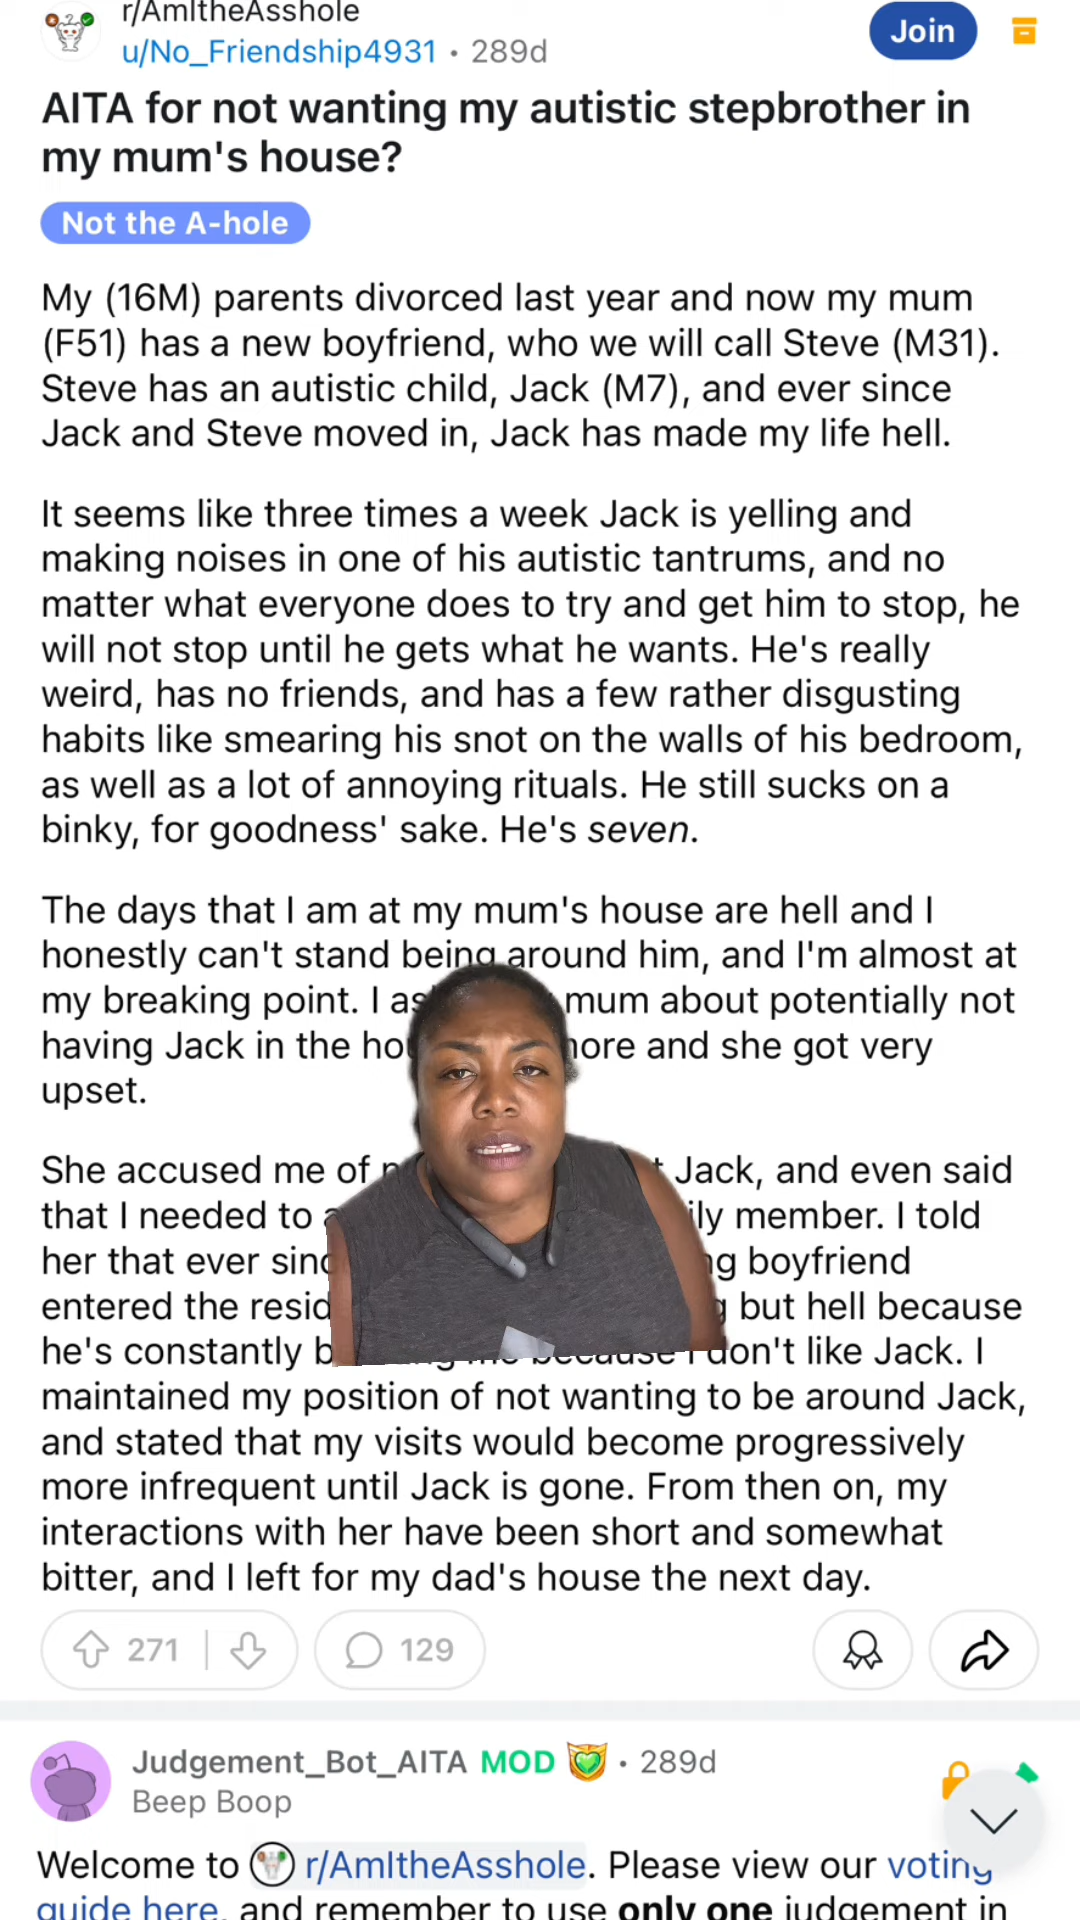 r/AmItheAsshole
u/No_Friendship4931 • 289d
Join
AITA for not wanting my autistic stepbrother in
my mum's house?
Not the A-hole
My (16M) parents divorced last year and now my mum
(F51) has a new boyfriend, who we will call Steve (M31).
Steve has an autistic child, Jack (M7), and ever since
Jack and Steve moved in, Jack has made my life hell.
It seems like three times a week Jack is yelling and
making noises in one of his autistic tantrums, and no
matter what everyone does to try and get him to stop, he
will not stop until he gets what he wants. He's really
weird, has no friends, and has a few rather disgusting
habits like smearing his snot on the walls of his bedroom,
as well as a lot of annoying rituals. He still sucks on a
binky, for goodness' sake. He's seven.
The days that I am at my mum's house are hell and I
honestly can't stand being around him, and I'm almost at
my breaking point. I mum about potentially not
having Jack in the and she got very
upset.
She accused me of Jack, and even said
that I needed to member. I told
her that ever boyfriend
entered the but hell because
he's constantly because I don't like Jack. I
maintained my position of not wanting to be around Jack,
and stated that my visits would become progressively
more infrequent until Jack is gone. From then on, my
interactions with her have been short and somewhat
bitter, and I left for my dad's house the next day.
271
129
Judgement_Bot_AITA MOD • 289d
Beep Boop
Welcome to r/AmItheAsshole. Please view our voting
guide here, and remember to use only one judgement in